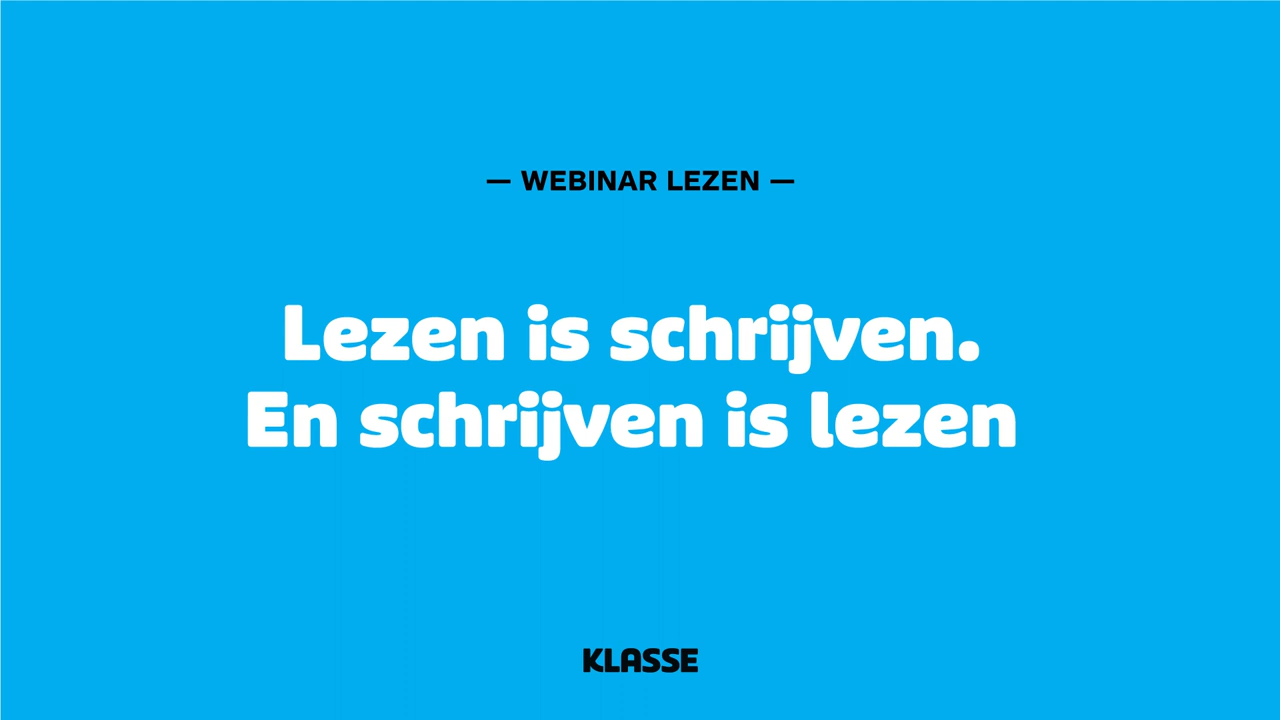 — WEBINAR LEZEN —
Lezen is schrijven.
En schrijven is lezen
KLASSE